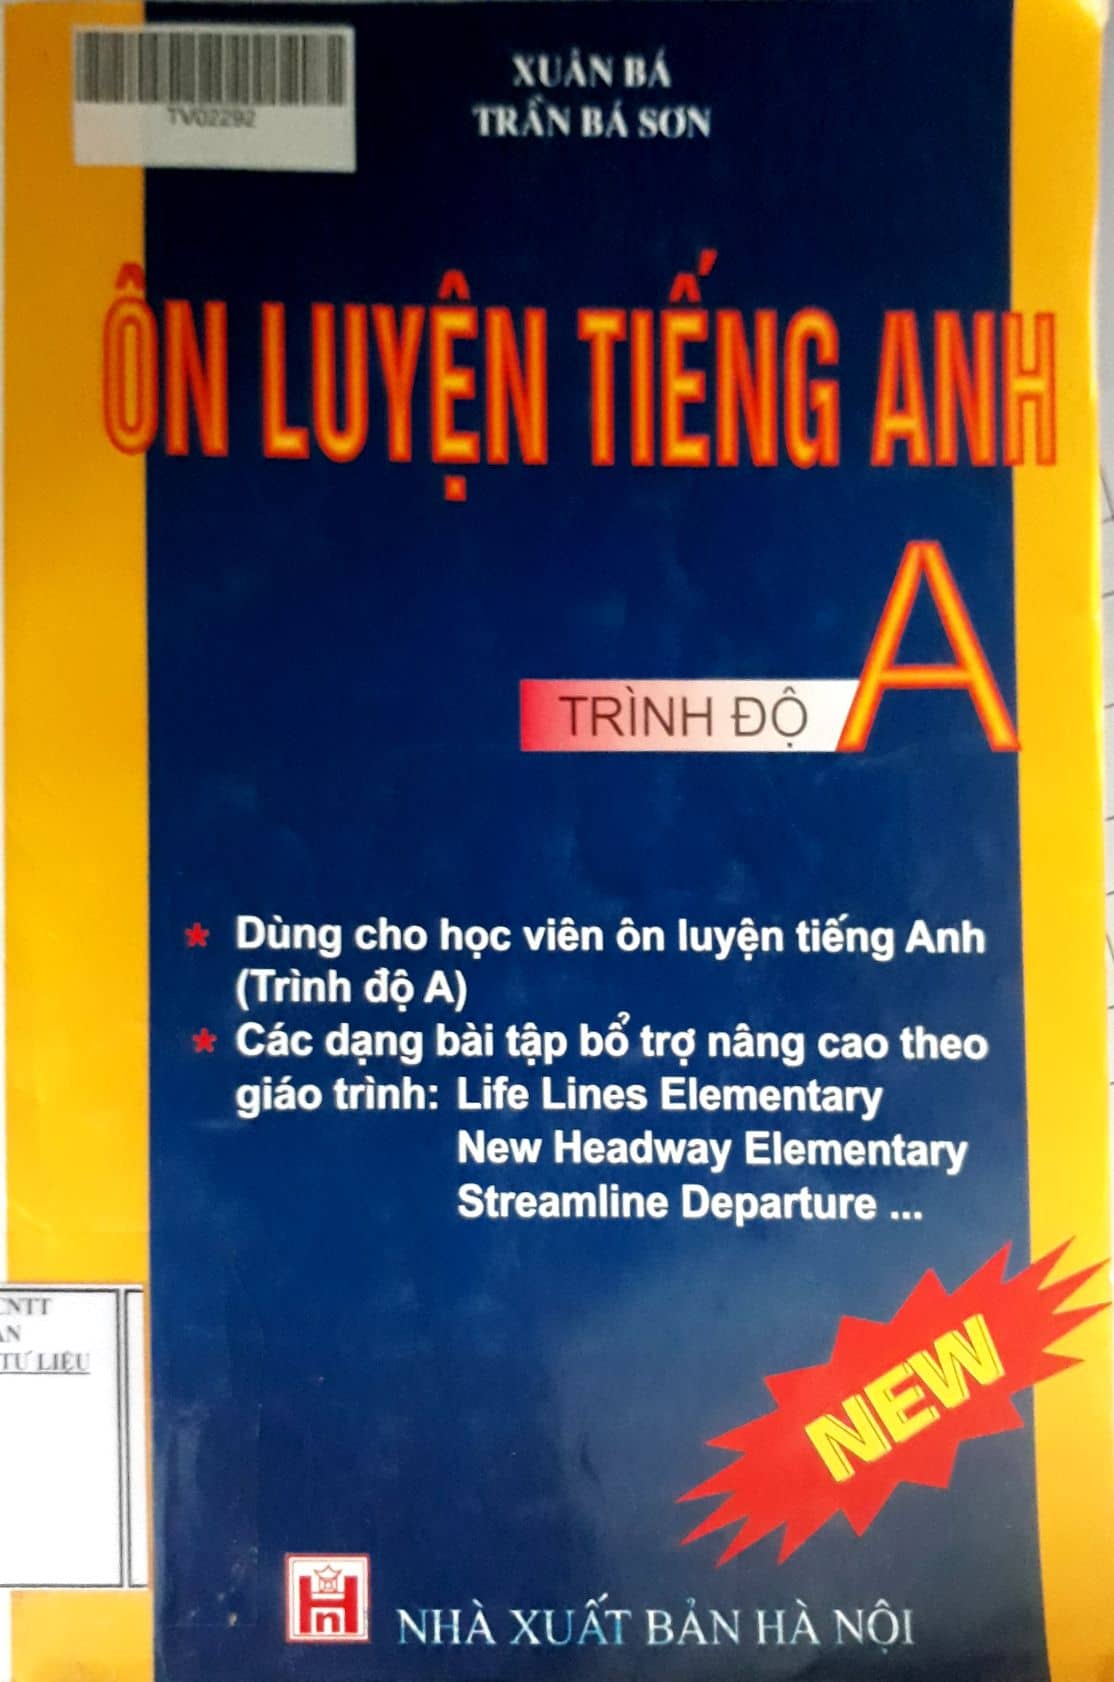 TV02292
XUÂN BÁ
TRẦN BÁ SƠN
ÔN LUYỆN TIẾNG ANH
TRÌNH ĐỘ A
* Dùng cho học viên ôn luyện tiếng Anh
(Trình độ A)
* Các dạng bài tập bổ trợ nâng cao theo
giáo trình: Life Lines Elementary
New Headway Elementary
Streamline Departure ...
CNTT
AN
TƯ LIỆU
NEW
Hn
NHÀ XUẤT BẢN HÀ NỘI